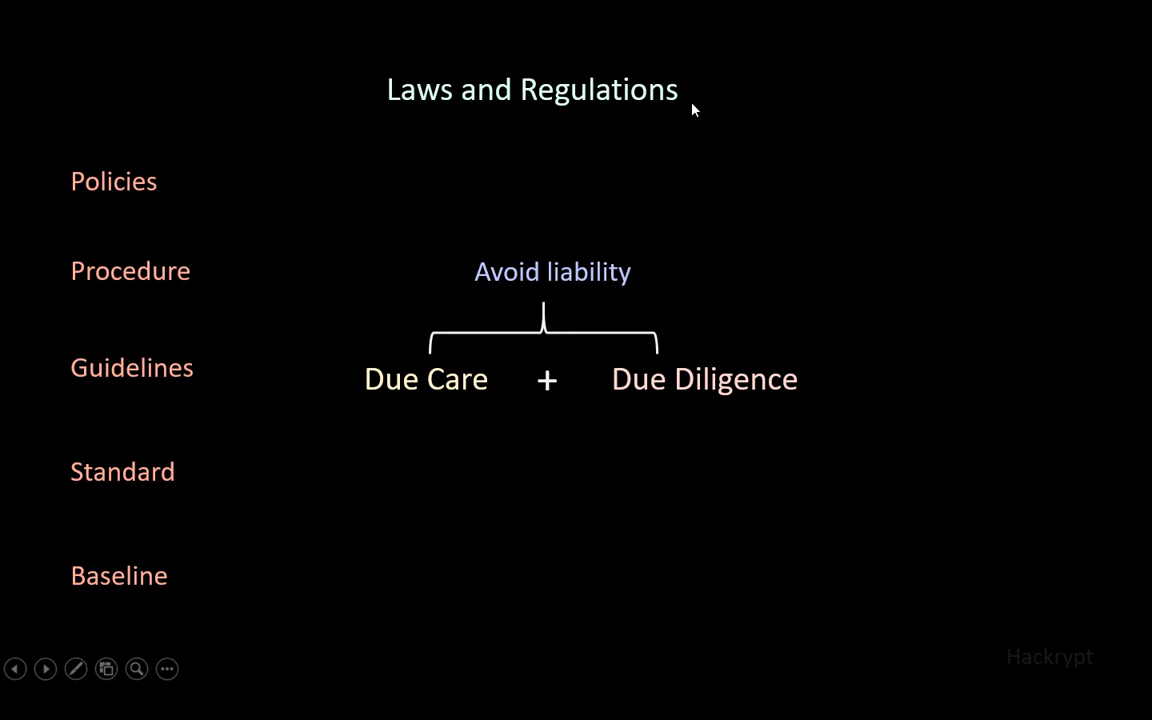 Laws and Regulations
Policies
Procedure
Avoid liability
Guidelines
Due Care + Due Diligence
Standard
Baseline
Hackrypt